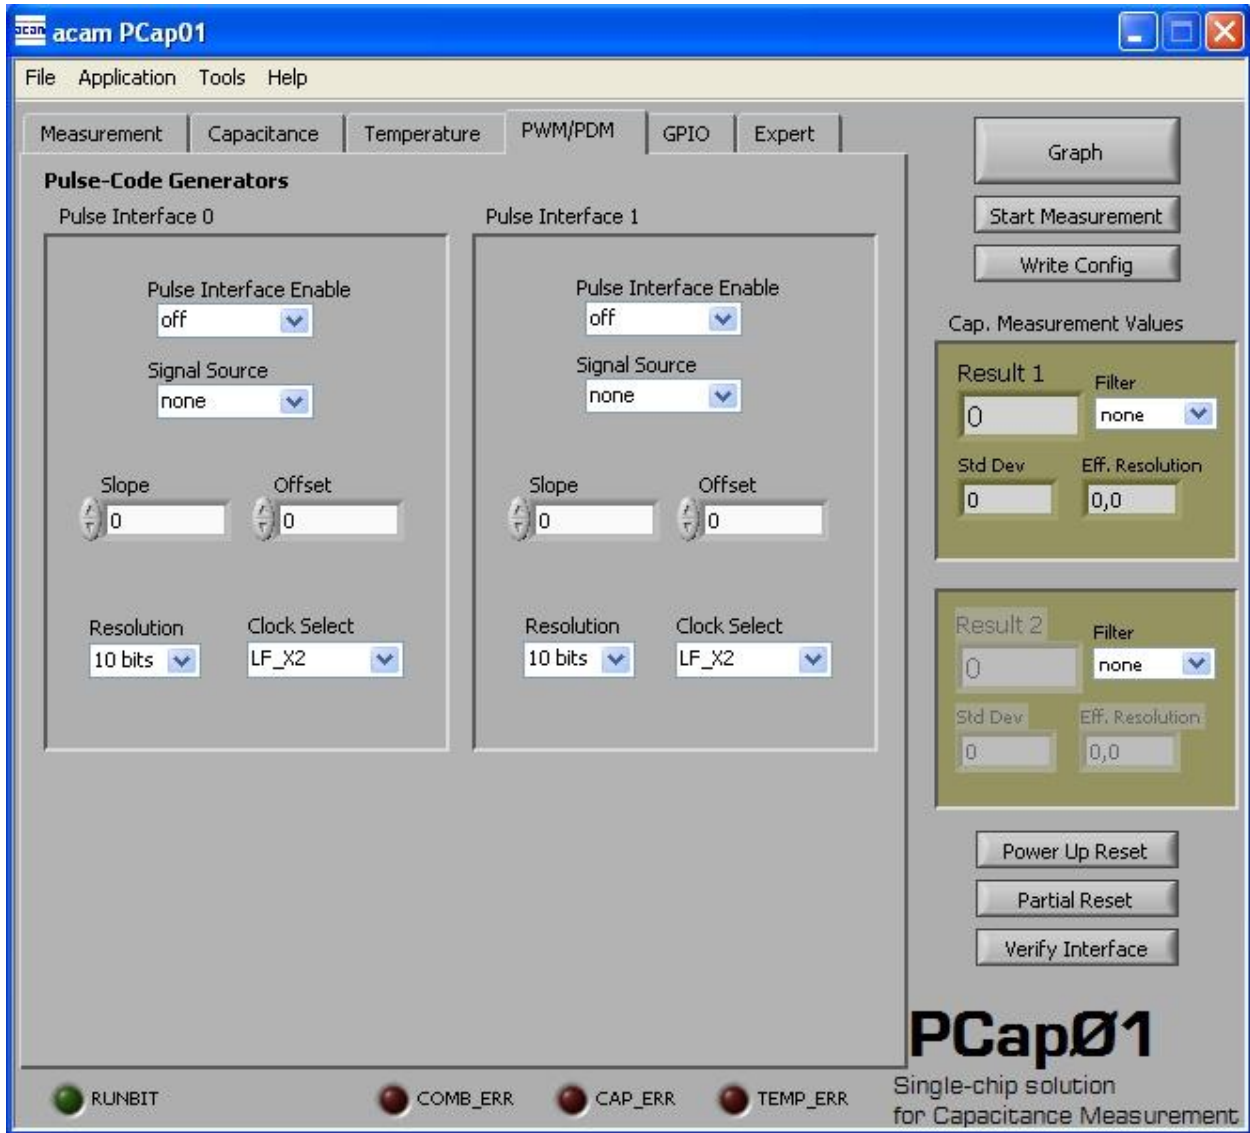 acam acam PCap01
File Application Tools Help
Measurement Capacitance Temperature PWM/PDM GPIO Expert
Pulse-Code Generators
Pulse Interface 0
Pulse Interface Enable
off
Signal Source
none
Slope Offset
0 0
Resolution Clock Select
10 bits LF_X2
Pulse Interface 1
Pulse Interface Enable
off
Signal Source
none
Slope Offset
0 0
Resolution Clock Select
10 bits LF_X2
Graph
Start Measurement
Write Config
Cap. Measurement Values
Result 1 Filter
0 none
Std Dev Eff. Resolution
0 0,0
Result 2 Filter
0 none
Std Dev Eff. Resolution
0 0,0
Power Up Reset
Partial Reset
Verify Interface
PCapØ1
Single-chip solution
for Capacitance Measurement
RUNBIT COMB_ERR CAP_ERR TEMP_ERR